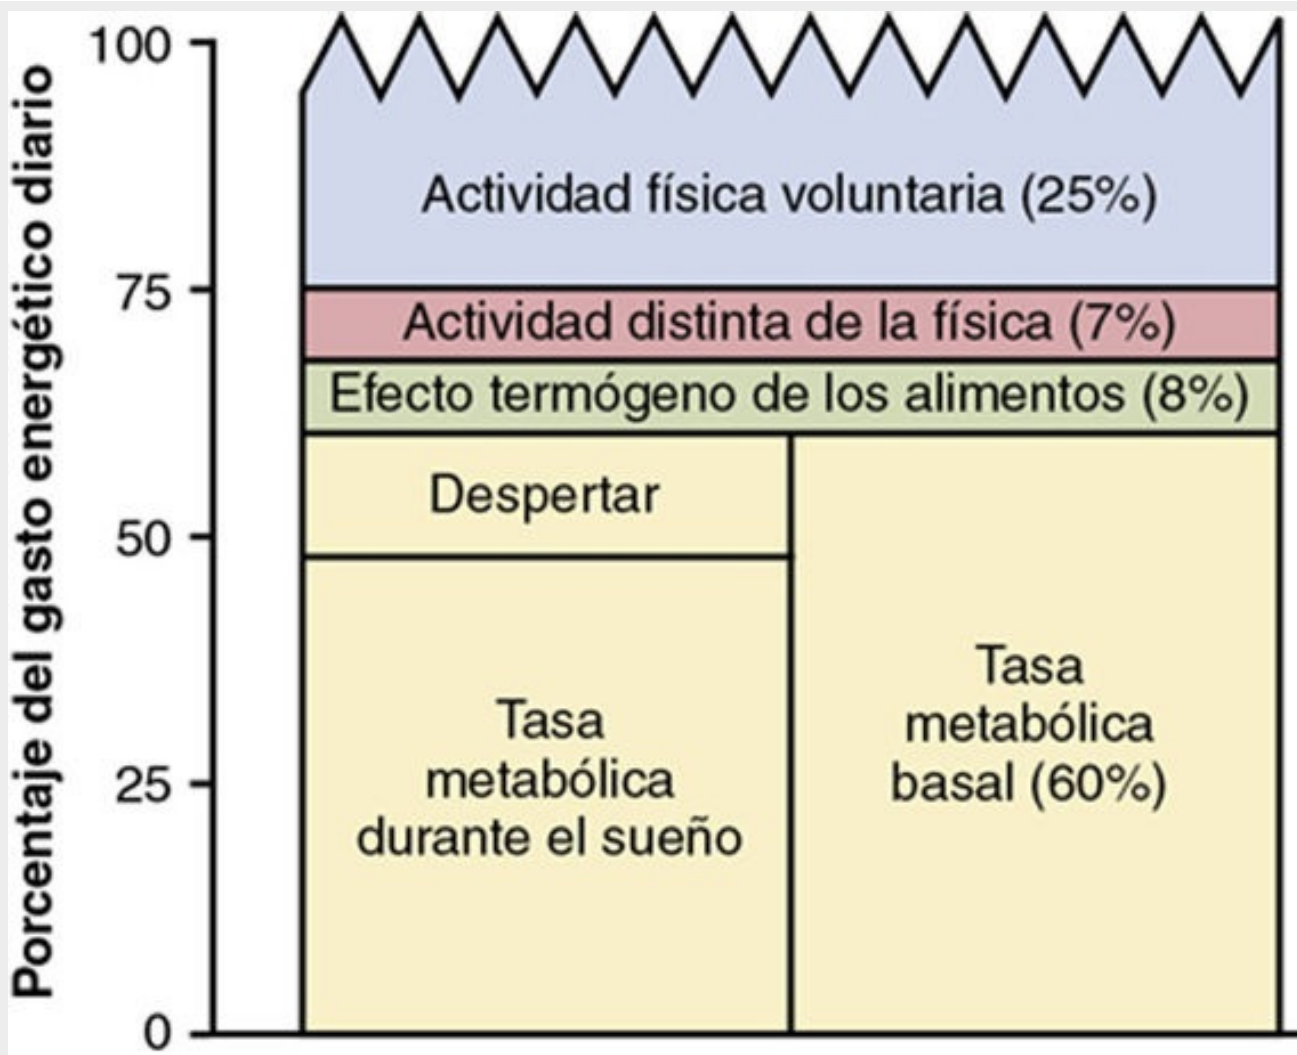 Porcentaje del gasto energético diario
100
75
50
25
0
Actividad física voluntaria (25%)
Actividad distinta de la física (7%)
Efecto termógeno de los alimentos (8%)
Despertar
Tasa
metabólica
durante el sueño
Tasa
metabólica
basal (60%)